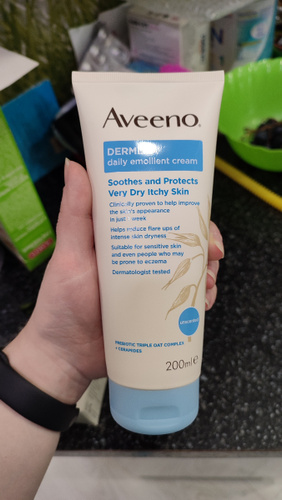 Aveeno.
daily emollient cream
Soothes and Protects
Very Dry Itchy Skin
Clinically proven to help improve
the skin's appearance
in just week
Helps reduce flare ups of
intense skin dryness
Suitable for sensitive skin
and even people who may
be prone to eczema
Dermatologist tested
unscented
200ml e
PREBIOTIC TRIPLE OAT COMPLEX
+ CERAMIDES